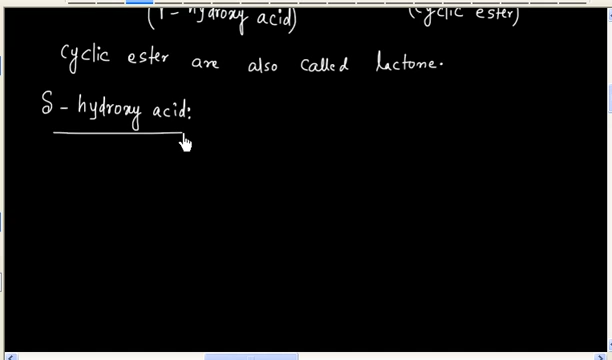 (γ - hydroxy acid) (cyclic ester)
cyclic ester are also called lactone.
δ - hydroxy acid: